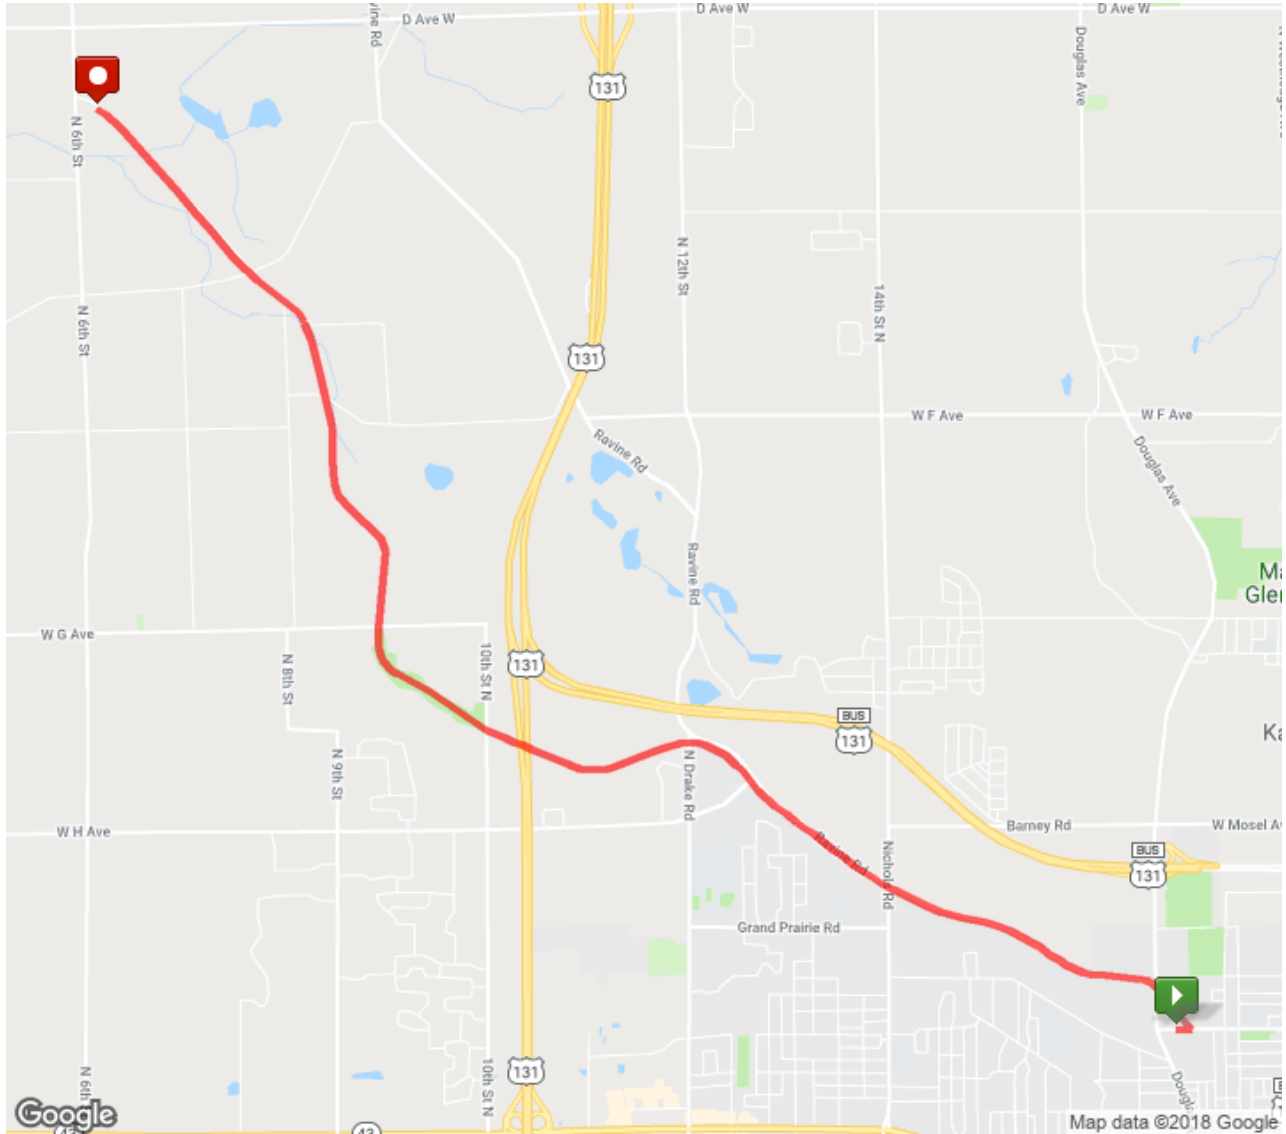 D Ave W
D Ave W
D Ave W
131
Douglas Ave
N 6th St
N 12th St
14th St N
N 6th St
131
W F Ave
W F Ave
Ravine Rd
Douglas Ave
Ravine Rd
W G Ave
N 8th St
10th St N
131
BUS
131
N 9th St
N Drake Rd
W H Ave
Ravine Rd
Nichols Rd
Barney Rd
W Mosel Av
BUS
131
Grand Prairie Rd
10th St N
131
N 6th
43
43
Google
Map data ©2018 Google